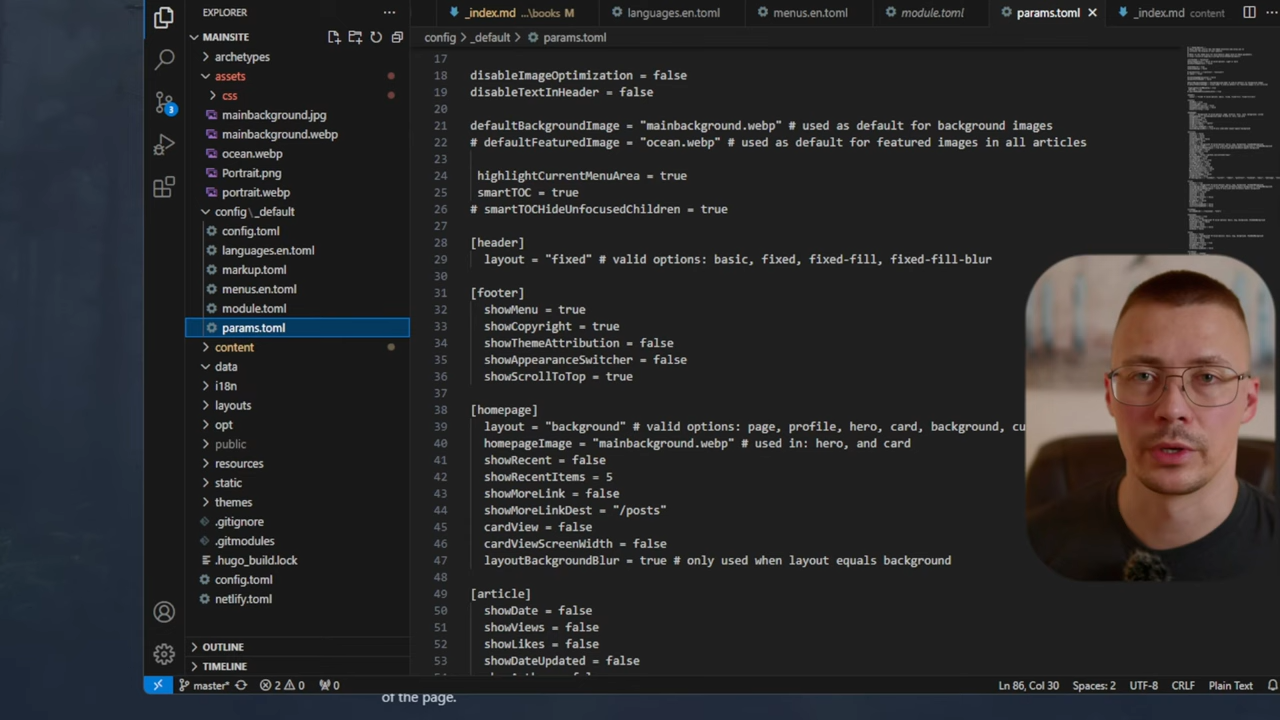 EXPLORER
MAINSITE
archetypes
assets
css
mainbackground.jpg
mainbackground.webp
ocean.webp
Portrait.png
portrait.webp
config\_default
config.toml
languages.en.toml
markup.toml
menus.en.toml
module.toml
params.toml
content
data
i18n
layouts
opt
public
resources
static
themes
.gitignore
.gitmodules
.hugo_build.lock
config.toml
netlify.toml
OUTLINE
TIMELINE
3
_index.md ...\books M
languages.en.toml
menus.en.toml
module.toml
params.toml
_index.md content
config > _default > params.toml
17
18 disableImageOptimization = false
19 disableTextInHeader = false
20
21 defaultBackgroundImage = "mainbackground.webp" # used as default for background images
22 # defaultFeaturedImage = "ocean.webp" # used as default for featured images in all articles
23
24 highlightCurrentMenuArea = true
25 smartTOC = true
26 # smartTOCHideUnfocusedChildren = true
27
28 [header]
29 layout = "fixed" # valid options: basic, fixed, fixed-fill, fixed-fill-blur
30
31 [footer]
32 showMenu = true
33 showCopyright = true
34 showThemeAttribution = false
35 showAppearanceSwitcher = false
36 showScrollToTop = true
37
38 [homepage]
39 layout = "background" # valid options: page, profile, hero, card, background, cu
40 homepageImage = "mainbackground.webp" # used in: hero, and card
41 showRecent = false
42 showRecentItems = 5
43 showMoreLink = false
44 showMoreLinkDest = "/posts"
45 cardView = false
46 cardViewScreenWidth = false
47 layoutBackgroundBlur = true # only used when layout equals background
48
49 [article]
50 showDate = false
51 showViews = false
52 showLikes = false
53 showDateUpdated = false
master* 2 0 0
Ln 86, Col 30 Spaces: 2 UTF-8 CRLF Plain Text
of the page.